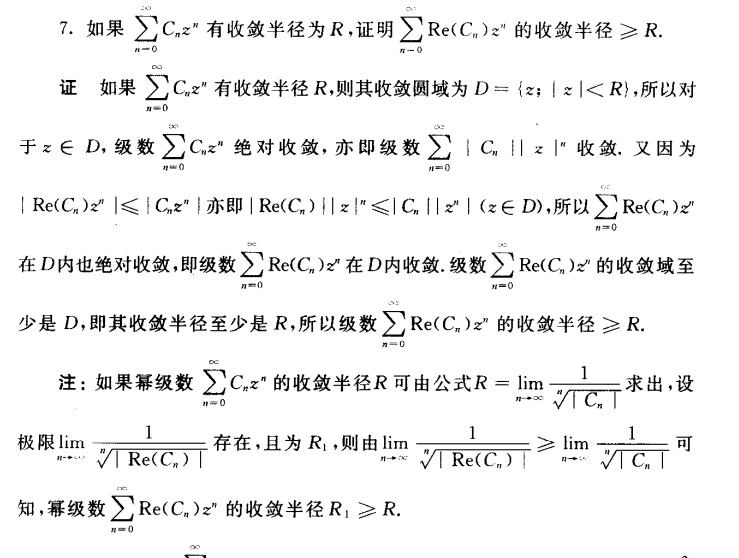 7. 如果 $\sum_{n=0}^{\infty} C_n z^n$ 有收敛半径为 R,证明 $\sum_{n=0}^{\infty} \mathrm{Re}(C_n) z^n$ 的收敛半径 ⩾ R.
证 如果 $\sum_{n=0}^{\infty} C_n z^n$ 有收敛半径 R,则其收敛圆域为 D = {z; | z |< R},所以对
于 z ∈ D, 级数 $\sum_{n=0}^{\infty} C_n z^n$ 绝对收敛, 亦即级数 $\sum_{n=0}^{\infty} | C_n || z |^n$ 收敛. 又因为
$| \mathrm{Re}(C_n) z^n | \leqslant | C_n z^n |$ 亦即 $| \mathrm{Re}(C_n) || z |^n \leqslant | C_n || z^n |$ (z ∈ D),所以 $\sum_{n=0}^{\infty} \mathrm{Re}(C_n) z^n$
在 D内也绝对收敛,即级数 $\sum_{n=0}^{\infty} \mathrm{Re}(C_n) z^n$ 在 D内收敛.级数 $\sum_{n=0}^{\infty} \mathrm{Re}(C_n) z^n$ 的收敛域至
少是 D,即其收敛半径至少是 R,所以级数 $\sum_{n=0}^{\infty} \mathrm{Re}(C_n) z^n$ 的收敛半径 ⩾ R.
注: 如果幂级数 $\sum_{n=0}^{\infty} C_n z^n$ 的收敛半径R 可由公式 $R = \lim_{n \to \infty} \frac{1}{\sqrt[n]{| C_n |}}$ 求出,设
极限 $\lim_{n \to \infty} \frac{1}{\sqrt[n]{| \mathrm{Re}(C_n) |}}$ 存在,且为 $R_1$,则由 $\lim_{n \to \infty} \frac{1}{\sqrt[n]{| \mathrm{Re}(C_n) |}} \geqslant \lim_{n \to \infty} \frac{1}{\sqrt[n]{| C_n |}}$ 可
知,幂级数 $\sum_{n=0}^{\infty} \mathrm{Re}(C_n) z^n$ 的收敛半径 $R_1 \geqslant R$.